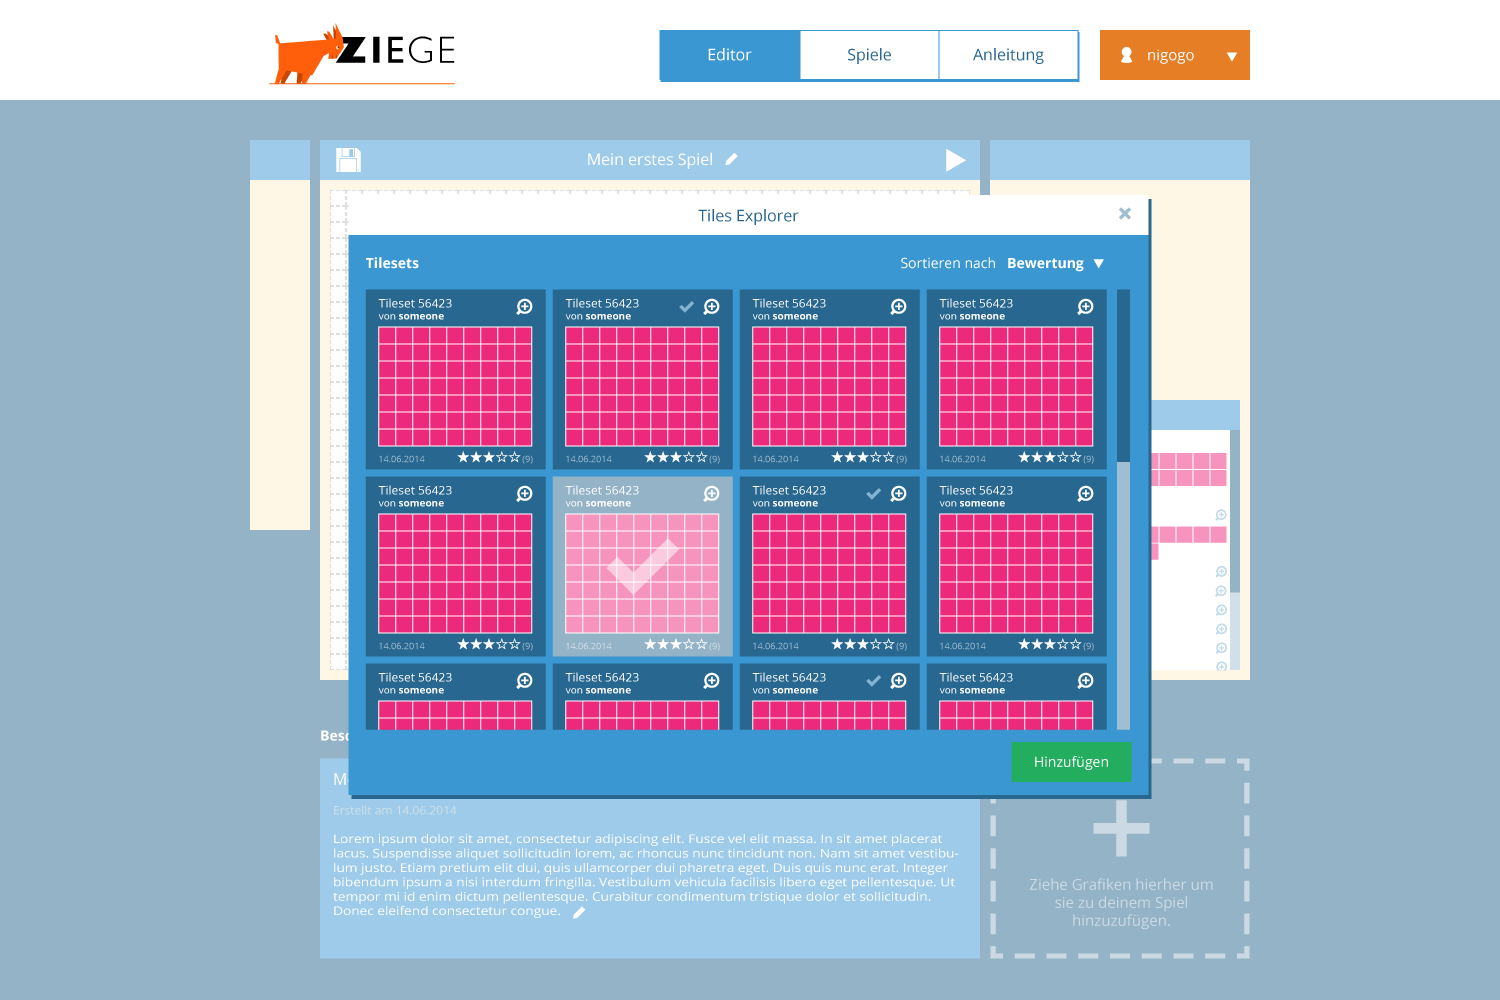 ZIEGE
Editor
Spiele
Anleitung
nigogo
Mein erstes Spiel
Tiles Explorer
Tilesets
Sortieren nach Bewertung
Tileset 56423
von someone
14.06.2014
(9)
Tileset 56423
von someone
14.06.2014
(9)
Tileset 56423
von someone
14.06.2014
(9)
Tileset 56423
von someone
14.06.2014
(9)
Tileset 56423
von someone
14.06.2014
(9)
Tileset 56423
von someone
14.06.2014
(9)
Tileset 56423
von someone
14.06.2014
(9)
Tileset 56423
von someone
14.06.2014
(9)
Tileset 56423
von someone
Tileset 56423
von someone
Tileset 56423
von someone
Tileset 56423
von someone
Hinzufügen
Erstellt am 14.06.2014
Lorem ipsum dolor sit amet, consectetur adipiscing elit. Fusce vel elit massa. In sit amet placerat
lacus. Suspendisse aliquet sollicitudin lorem, ac rhoncus nunc tincidunt non. Nam sit amet vestibu-
lum justo. Etiam pretium elit dui, quis ullamcorper dui pharetra eget. Duis quis nunc erat. Integer
bibendum ipsum a nisi interdum fringilla. Vestibulum vehicula facilisis libero eget pellentesque. Ut
tempor mi id enim dictum pellentesque. Curabitur condimentum tristique dolor et sollicitudin.
Donec eleifend consectetur congue.
Ziehe Grafiken hierher um
sie zu deinem Spiel
hinzuzufügen.